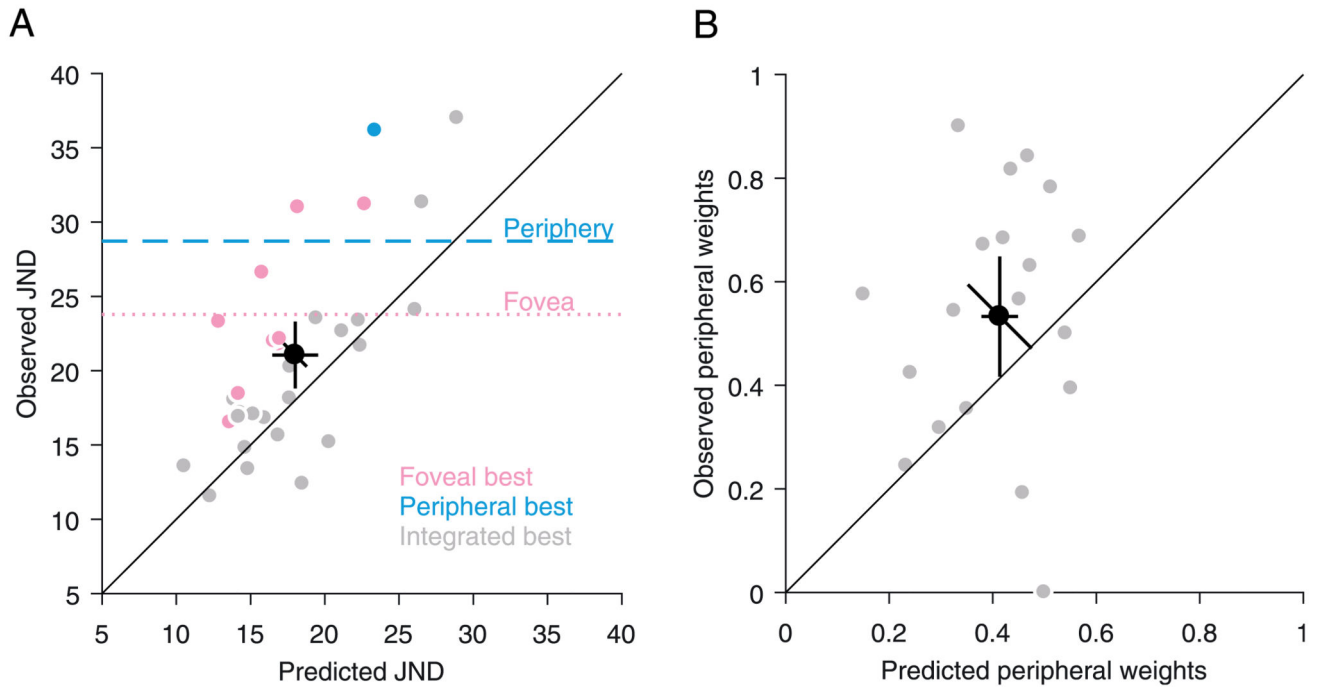 A
B
40
35
30
25
20
15
10
5
Observed JND
Periphery
Fovea
Foveal best
Peripheral best
Integrated best
5 10 15 20 25 30 35 40
Predicted JND
1
0.8
0.6
0.4
0.2
0
Observed peripheral weights
0 0.2 0.4 0.6 0.8 1
Predicted peripheral weights